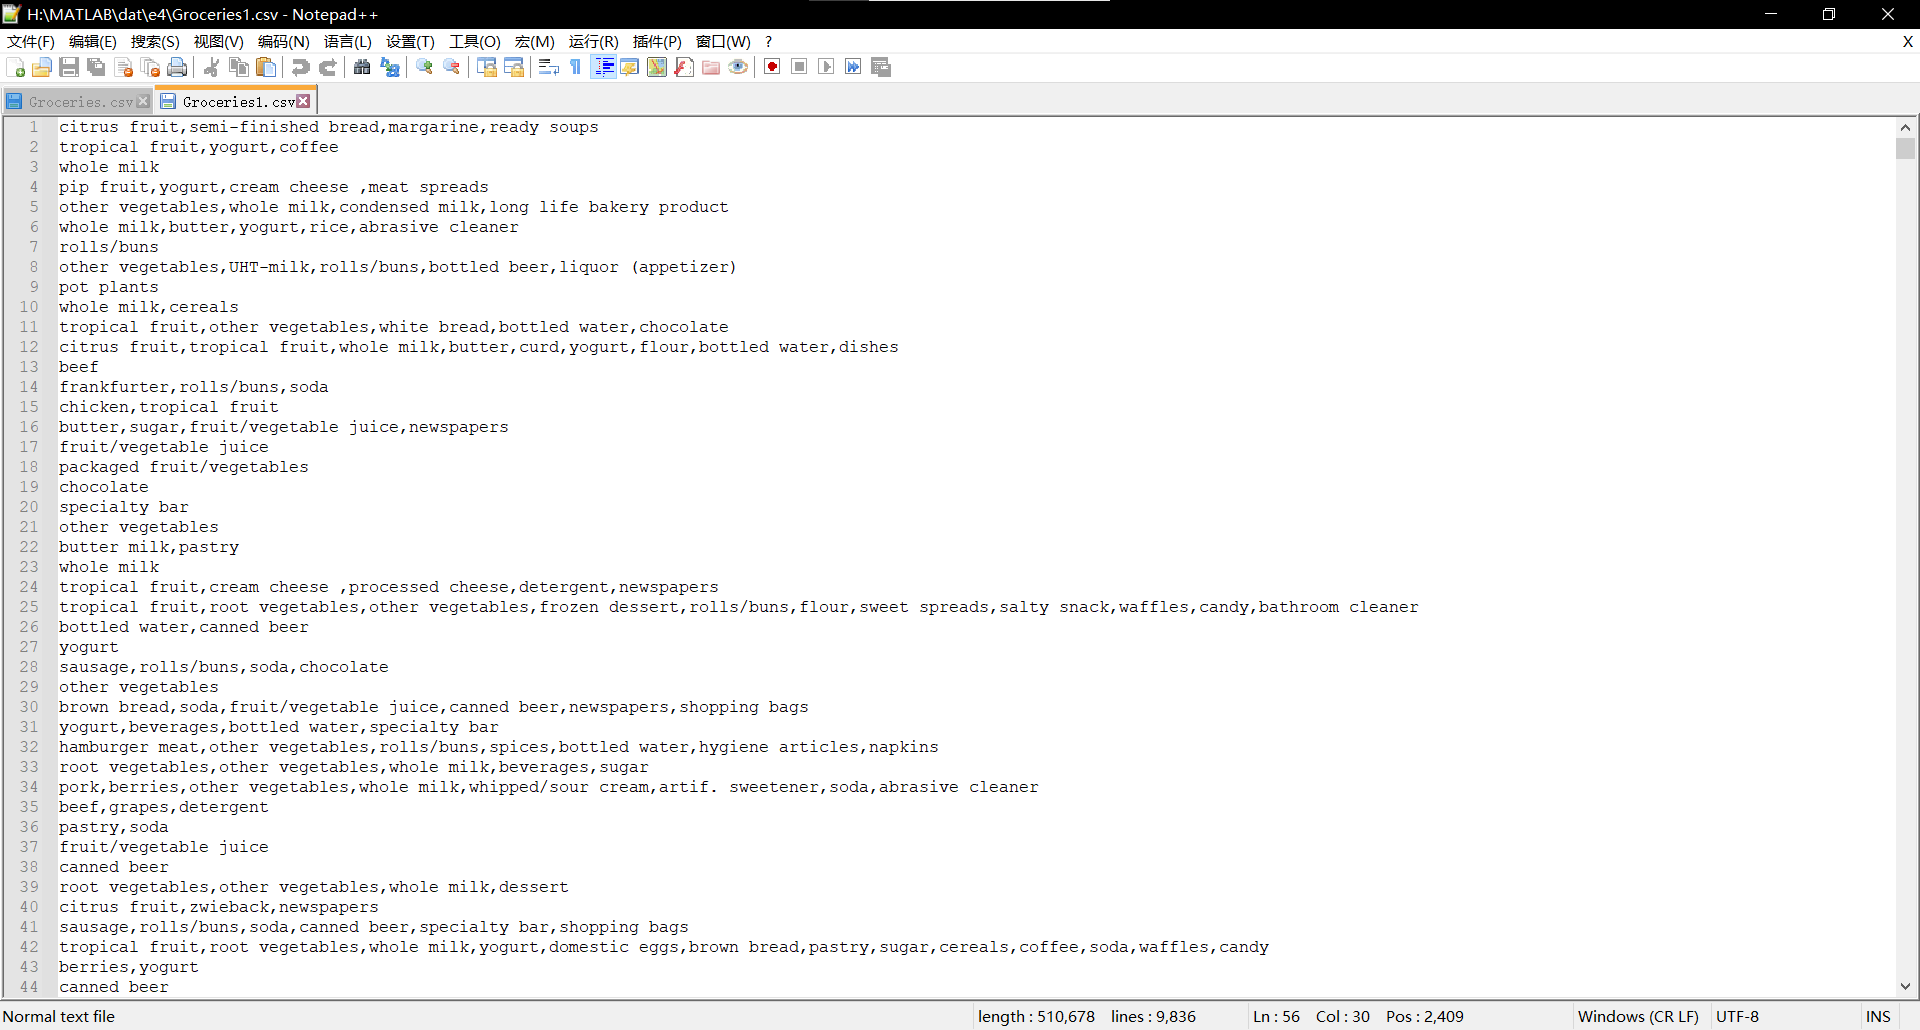 H:\MATLAB\dat\e4\Groceries1.csv - Notepad++
文件(F) 编辑(E) 搜索(S) 视图(V) 编码(N) 语言(L) 设置(T) 工具(O) 宏(M) 运行(R) 插件(P) 窗口(W) ? X
Groceries.csv Groceries1.csv
1 citrus fruit,semi-finished bread,margarine,ready soups
2 tropical fruit,yogurt,coffee
3 whole milk
4 pip fruit,yogurt,cream cheese ,meat spreads
5 other vegetables,whole milk,condensed milk,long life bakery product
6 whole milk,butter,yogurt,rice,abrasive cleaner
7 rolls/buns
8 other vegetables,UHT-milk,rolls/buns,bottled beer,liquor (appetizer)
9 pot plants
10 whole milk,cereals
11 tropical fruit,other vegetables,white bread,bottled water,chocolate
12 citrus fruit,tropical fruit,whole milk,butter,curd,yogurt,flour,bottled water,dishes
13 beef
14 frankfurter,rolls/buns,soda
15 chicken,tropical fruit
16 butter,sugar,fruit/vegetable juice,newspapers
17 fruit/vegetable juice
18 packaged fruit/vegetables
19 chocolate
20 specialty bar
21 other vegetables
22 butter milk,pastry
23 whole milk
24 tropical fruit,cream cheese ,processed cheese,detergent,newspapers
25 tropical fruit,root vegetables,other vegetables,frozen dessert,rolls/buns,flour,sweet spreads,salty snack,waffles,candy,bathroom cleaner
26 bottled water,canned beer
27 yogurt
28 sausage,rolls/buns,soda,chocolate
29 other vegetables
30 brown bread,soda,fruit/vegetable juice,canned beer,newspapers,shopping bags
31 yogurt,beverages,bottled water,specialty bar
32 hamburger meat,other vegetables,rolls/buns,spices,bottled water,hygiene articles,napkins
33 root vegetables,other vegetables,whole milk,beverages,sugar
34 pork,berries,other vegetables,whole milk,whipped/sour cream,artif. sweetener,soda,abrasive cleaner
35 beef,grapes,detergent
36 pastry,soda
37 fruit/vegetable juice
38 canned beer
39 root vegetables,other vegetables,whole milk,dessert
40 citrus fruit,zwieback,newspapers
41 sausage,rolls/buns,soda,canned beer,specialty bar,shopping bags
42 tropical fruit,root vegetables,whole milk,yogurt,domestic eggs,brown bread,pastry,sugar,cereals,coffee,soda,waffles,candy
43 berries,yogurt
44 canned beer
Normal text file length : 510,678 lines : 9,836 Ln : 56 Col : 30 Pos : 2,409 Windows (CR LF) UTF-8 INS